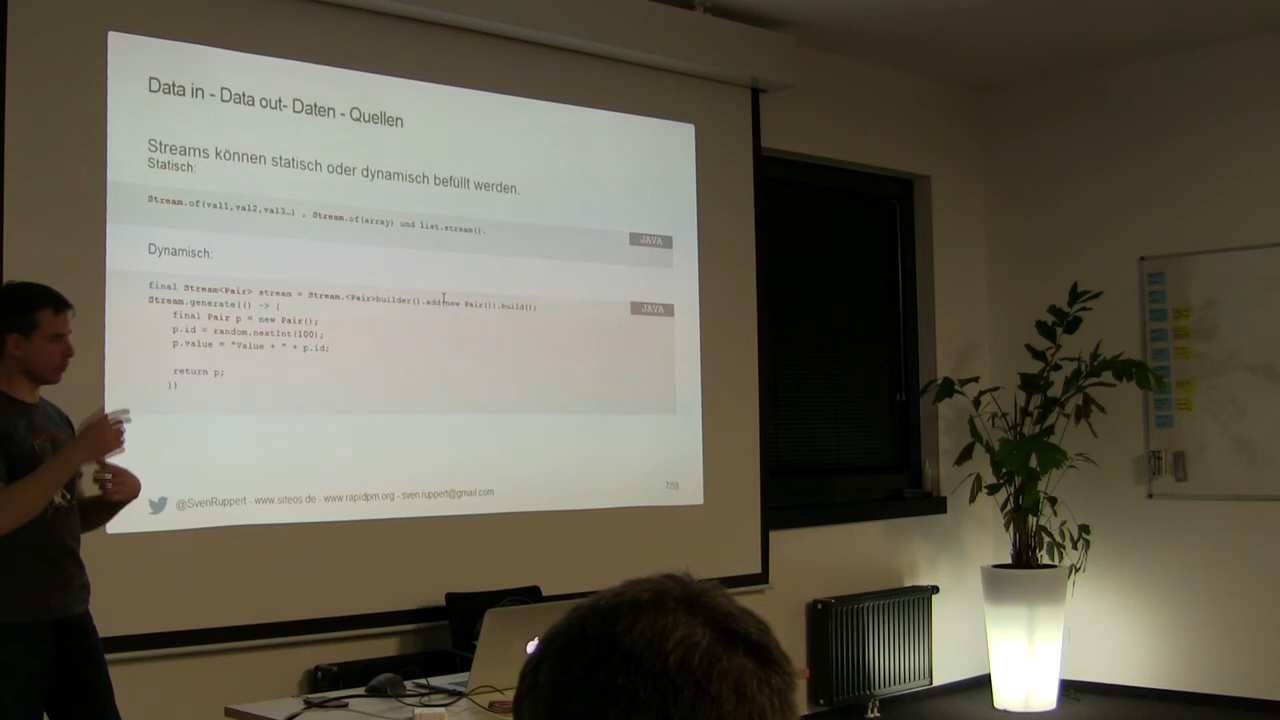 Data in - Data out- Daten - Quellen
Streams können statisch oder dynamisch befüllt werden.
Statisch:
Stream.of(val1,val2,val3…) , Stream.of(array) und list.stream().
JAVA
Dynamisch:
final Stream<Pair> stream = Stream.<Pair>builder().add(new Pair()).build();
Stream.generate(() -> {
final Pair p = new Pair();
p.id = random.nextInt(100);
p.value = "Value + " + p.id;
return p;
})
JAVA
@SvenRuppert - www.siteos.de - www.rapidpm.org - sven.ruppert@gmail.com
7/59